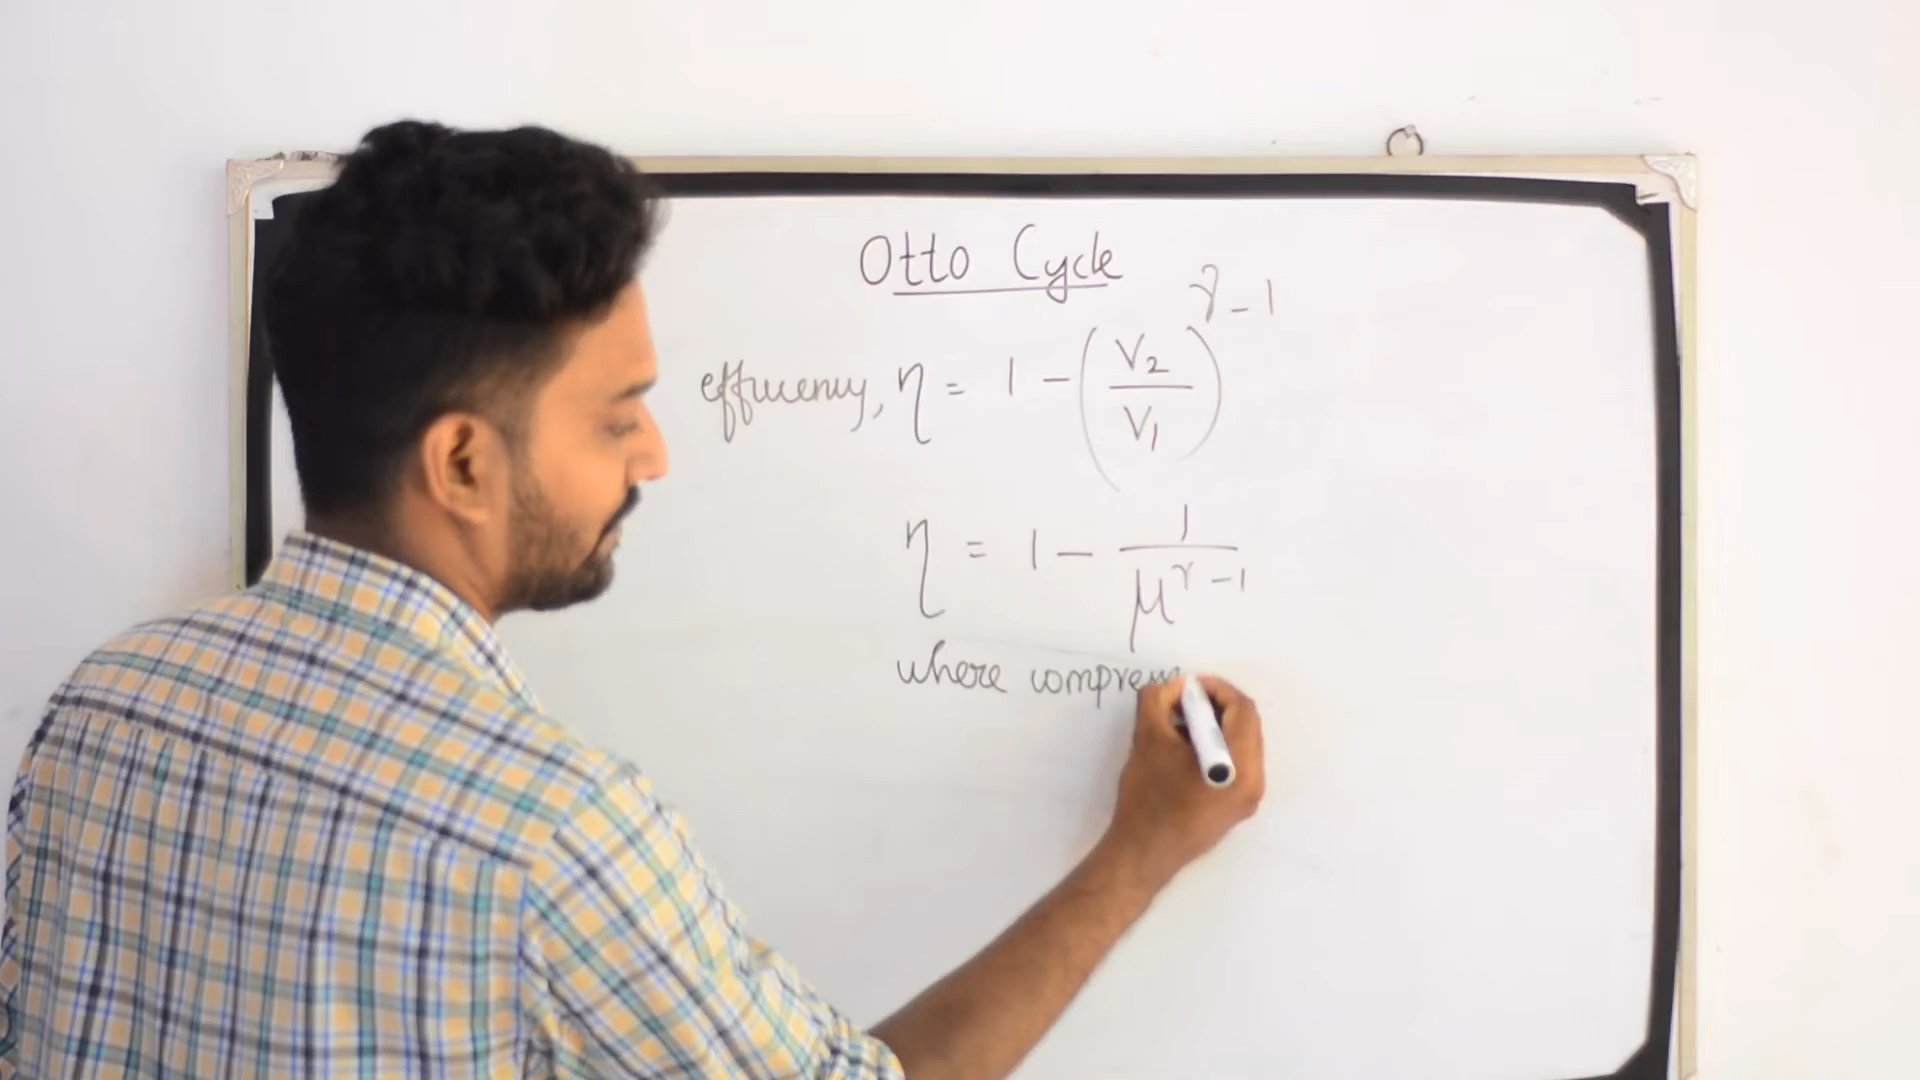 Otto Cycle
efficiency, η = 1 - (V₂/V₁)^γ-1
η = 1 - 1/μ^γ-1
where compress